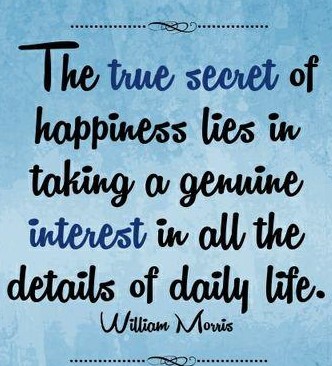 The true secret of
happiness lies in
taking a genuine
interest in all the
details of daily life.
William Morris